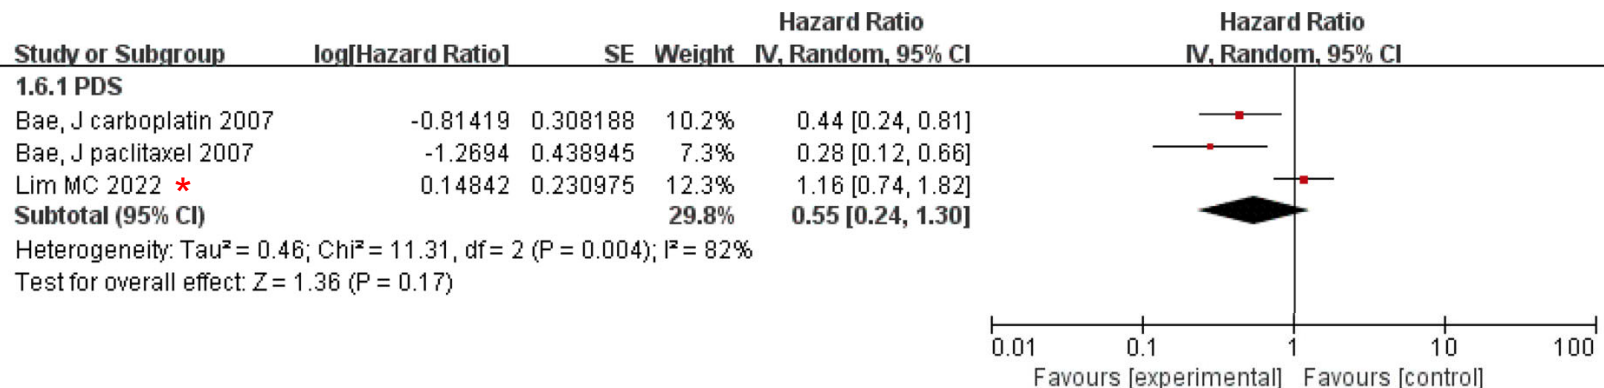 Hazard Ratio Hazard Ratio
Study or Subgroup log[Hazard Ratio] SE Weight IV, Random, 95% CI IV, Random, 95% CI
1.6.1 PDS
Bae, J carboplatin 2007 -0.81419 0.308188 10.2% 0.44 [0.24, 0.81]
Bae, J paclitaxel 2007 -1.2694 0.438945 7.3% 0.28 [0.12, 0.66]
Lim MC 2022 * 0.14842 0.230975 12.3% 1.16 [0.74, 1.82]
Subtotal (95% CI) 29.8% 0.55 [0.24, 1.30]
Heterogeneity: Tau² = 0.46; Chi² = 11.31, df = 2 (P = 0.004); I² = 82%
Test for overall effect: Z = 1.36 (P = 0.17)
0.01 0.1 1 10 100
Favours [experimental] Favours [control]